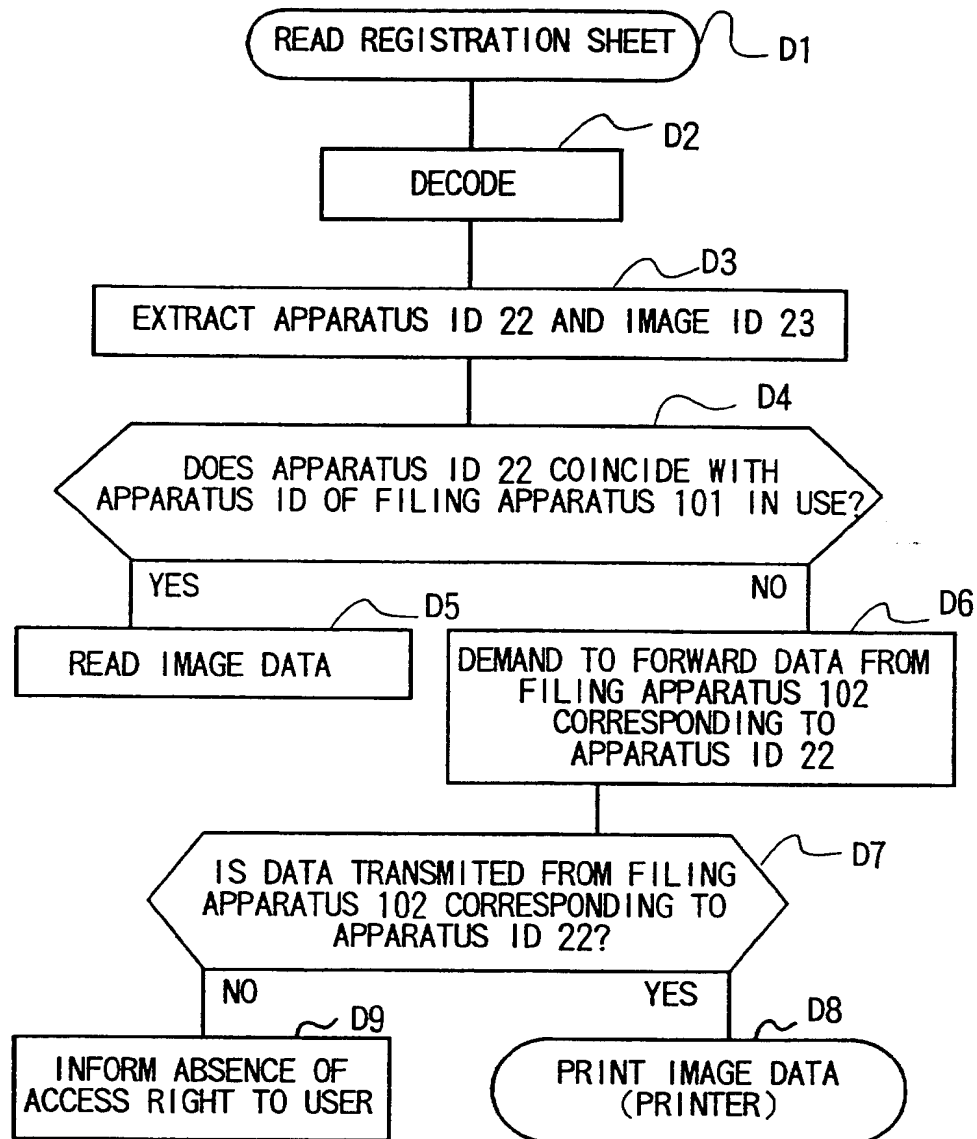 READ REGISTRATION SHEET
D1
D2
DECODE
D3
EXTRACT APPARATUS ID 22 AND IMAGE ID 23
D4
DOES APPARATUS ID 22 COINCIDE WITH
APPARATUS ID OF FILING APPARATUS 101 IN USE?
YES
NO
D5
READ IMAGE DATA
D6
DEMAND TO FORWARD DATA FROM
FILING APPARATUS 102
CORRESPONDING TO
APPARATUS ID 22
D7
IS DATA TRANSMITED FROM FILING
APPARATUS 102 CORRESPONDING TO
APPARATUS ID 22?
NO
YES
D9
INFORM ABSENCE OF
ACCESS RIGHT TO USER
D8
PRINT IMAGE DATA
(PRINTER)